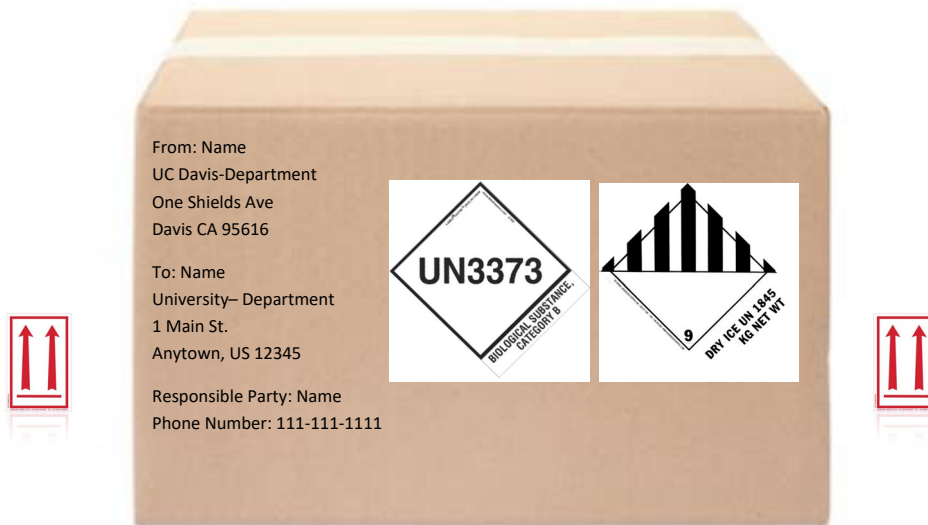 From: Name
UC Davis-Department
One Shields Ave
Davis CA 95616
To: Name
University– Department
1 Main St.
Anytown, US 12345
Responsible Party: Name
Phone Number: 111-111-1111
UN3373
BIOLOGICAL SUBSTANCE,
CATEGORY B
9
DRY ICE UN 1845
KG NET WT